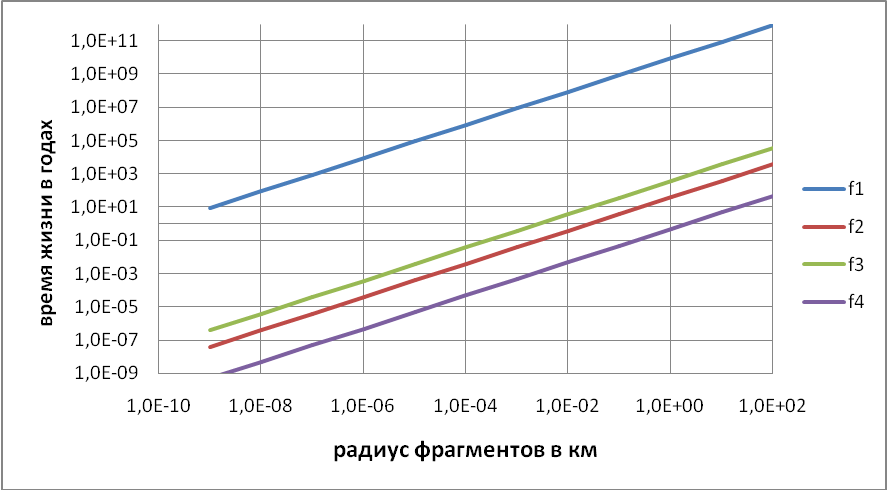 1,0E+11
1,0E+09
1,0E+07
1,0E+05
1,0E+03
1,0E+01
1,0E-01
1,0E-03
1,0E-05
1,0E-07
1,0E-09
время жизни в годах
1,0E-10 1,0E-08 1,0E-06 1,0E-04 1,0E-02 1,0E+00 1,0E+02
радиус фрагментов в км
f1
f2
f3
f4